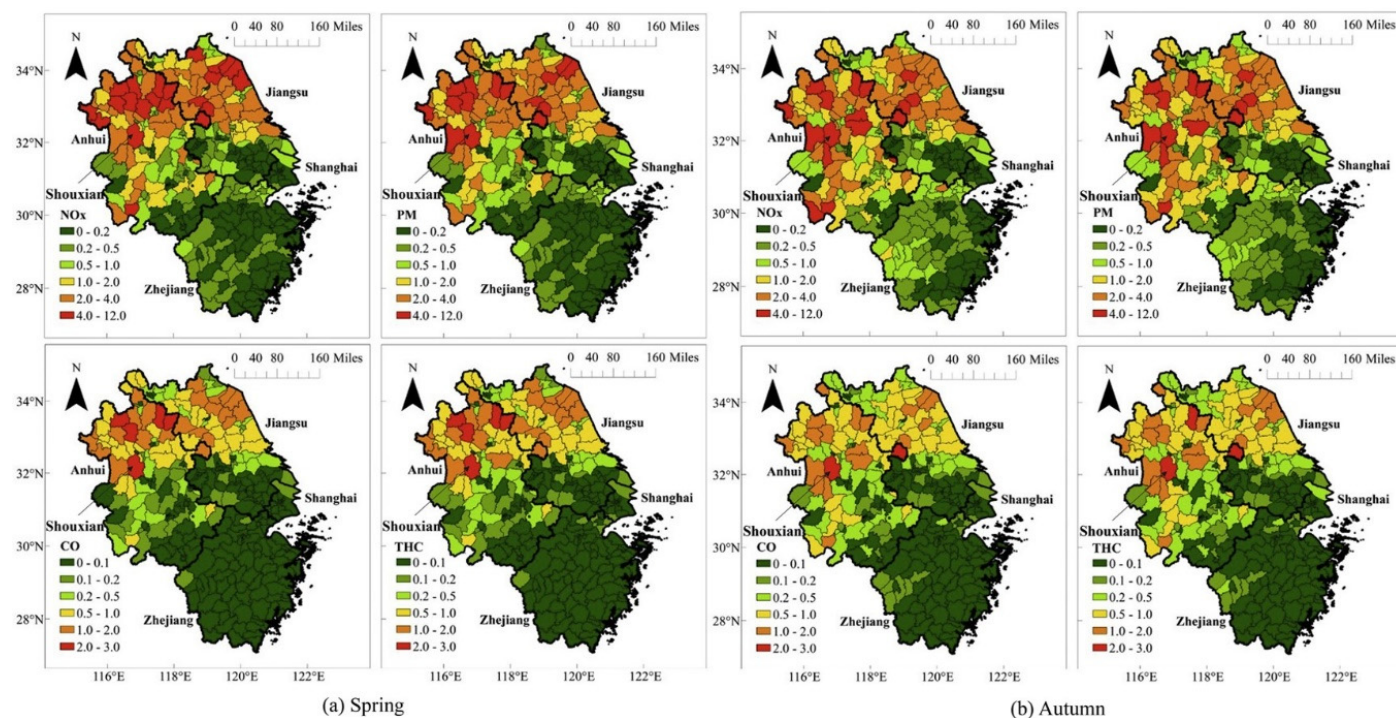 N
0 40 80 160 Miles
34°N
32°N
30°N
28°N
Jiangsu
Anhui
Shanghai
Shouxian
Zhejiang
NOx
0 - 0.2
0.2 - 0.5
0.5 - 1.0
1.0 - 2.0
2.0 - 4.0
4.0 - 12.0
N
0 40 80 160 Miles
Jiangsu
Anhui
Shanghai
Shouxian
Zhejiang
PM
0 - 0.2
0.2 - 0.5
0.5 - 1.0
1.0 - 2.0
2.0 - 4.0
4.0 - 12.0
N
0 40 80 160 Miles
34°N
32°N
30°N
28°N
Jiangsu
Anhui
Shanghai
Shouxian
Zhejiang
CO
0 - 0.1
0.1 - 0.2
0.2 - 0.5
0.5 - 1.0
1.0 - 2.0
2.0 - 3.0
116°E 118°E 120°E 122°E
N
0 40 80 160 Miles
Jiangsu
Anhui
Shanghai
Shouxian
Zhejiang
THC
0 - 0.1
0.1 - 0.2
0.2 - 0.5
0.5 - 1.0
1.0 - 2.0
2.0 - 3.0
116°E 118°E 120°E 122°E
(a) Spring
N
0 40 80 160 Miles
34°N
32°N
30°N
28°N
Jiangsu
Anhui
Shanghai
Shouxian
Zhejiang
NOx
0 - 0.2
0.2 - 0.5
0.5 - 1.0
1.0 - 2.0
2.0 - 4.0
4.0 - 12.0
N
0 40 80 160 Miles
Jiangsu
Anhui
Shanghai
Shouxian
Zhejiang
PM
0 - 0.2
0.2 - 0.5
0.5 - 1.0
1.0 - 2.0
2.0 - 4.0
4.0 - 12.0
N
0 40 80 160 Miles
34°N
32°N
30°N
28°N
Jiangsu
Anhui
Shanghai
Shouxian
Zhejiang
CO
0 - 0.1
0.1 - 0.2
0.2 - 0.5
0.5 - 1.0
1.0 - 2.0
2.0 - 3.0
116°E 118°E 120°E 122°E
N
0 40 80 160 Miles
Jiangsu
Anhui
Shanghai
Shouxian
Zhejiang
THC
0 - 0.1
0.1 - 0.2
0.2 - 0.5
0.5 - 1.0
1.0 - 2.0
2.0 - 3.0
116°E 118°E 120°E 122°E
(b) Autumn